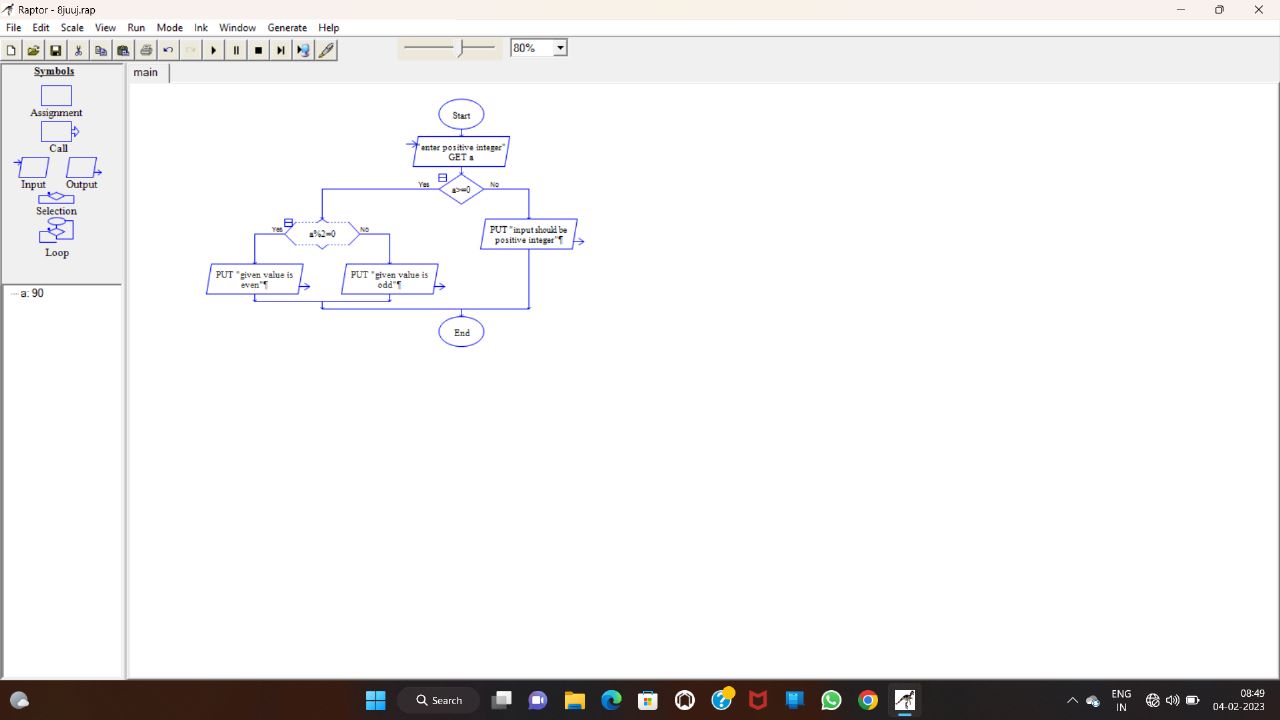 Raptor - 8juuj.rap
File Edit Scale View Run Mode Ink Window Generate Help
80%
Symbols
main
Assignment
Call
Input Output
Selection
Loop
a: 90
Start
enter positive integer"
GET a
Yes a>=0 No
Yes a%2=0 No
PUT "input should be
positive integer"¶
PUT "given value is
even"¶
PUT "given value is
odd"¶
End
Search
ENG
IN
08:49
04-02-2023